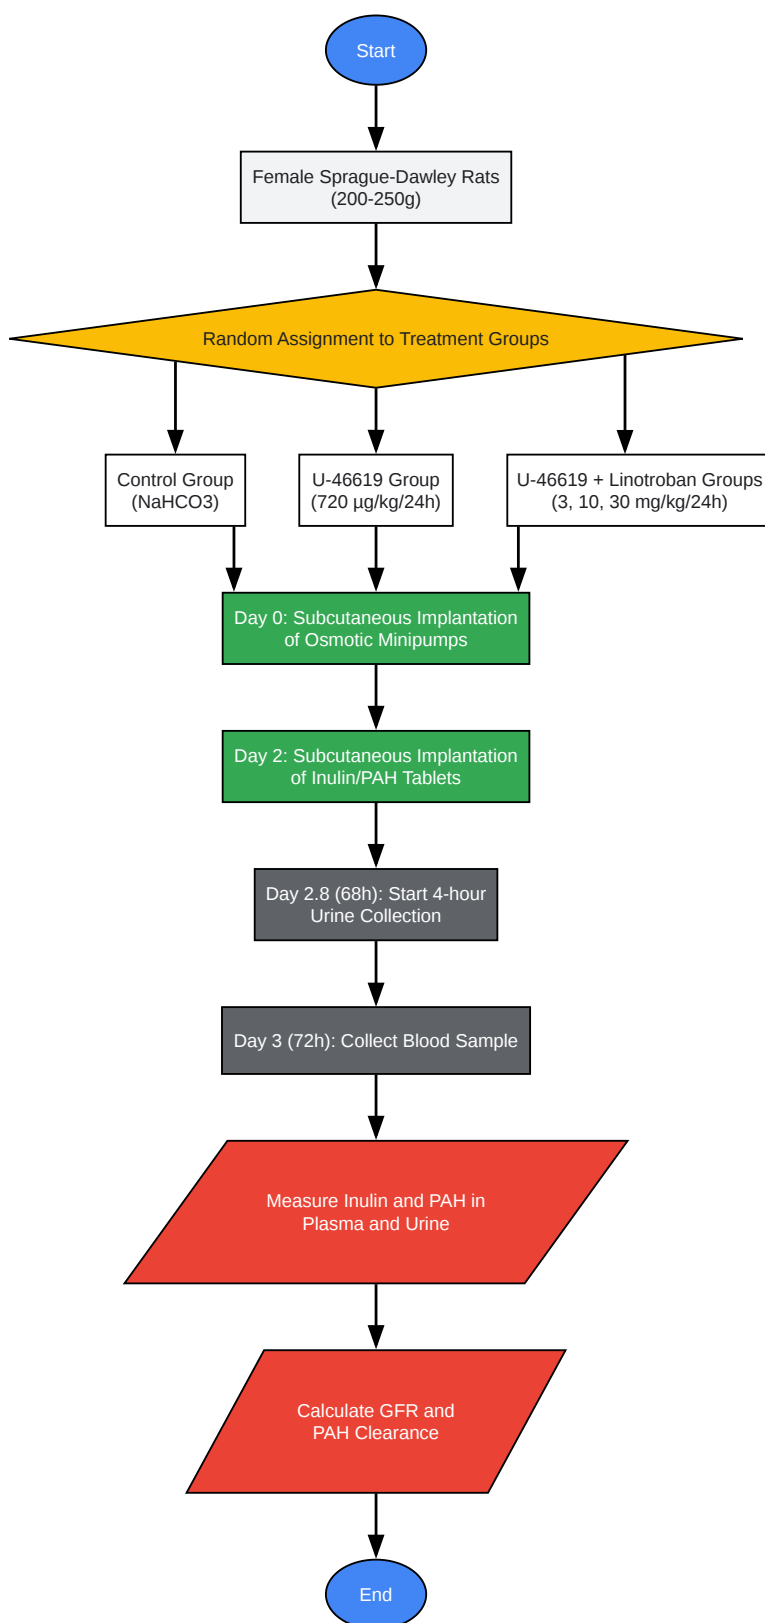 Start
Female Sprague-Dawley Rats
(200-250g)
Random Assignment to Treatment Groups
Control Group
(NaHCO3)
U-46619 Group
(720 µg/kg/24h)
U-46619 + Linotroban Groups
(3, 10, 30 mg/kg/24h)
Day 0: Subcutaneous Implantation
of Osmotic Minipumps
Day 2: Subcutaneous Implantation
of Inulin/PAH Tablets
Day 2.8 (68h): Start 4-hour
Urine Collection
Day 3 (72h): Collect Blood Sample
Measure Inulin and PAH in
Plasma and Urine
Calculate GFR and
PAH Clearance
End